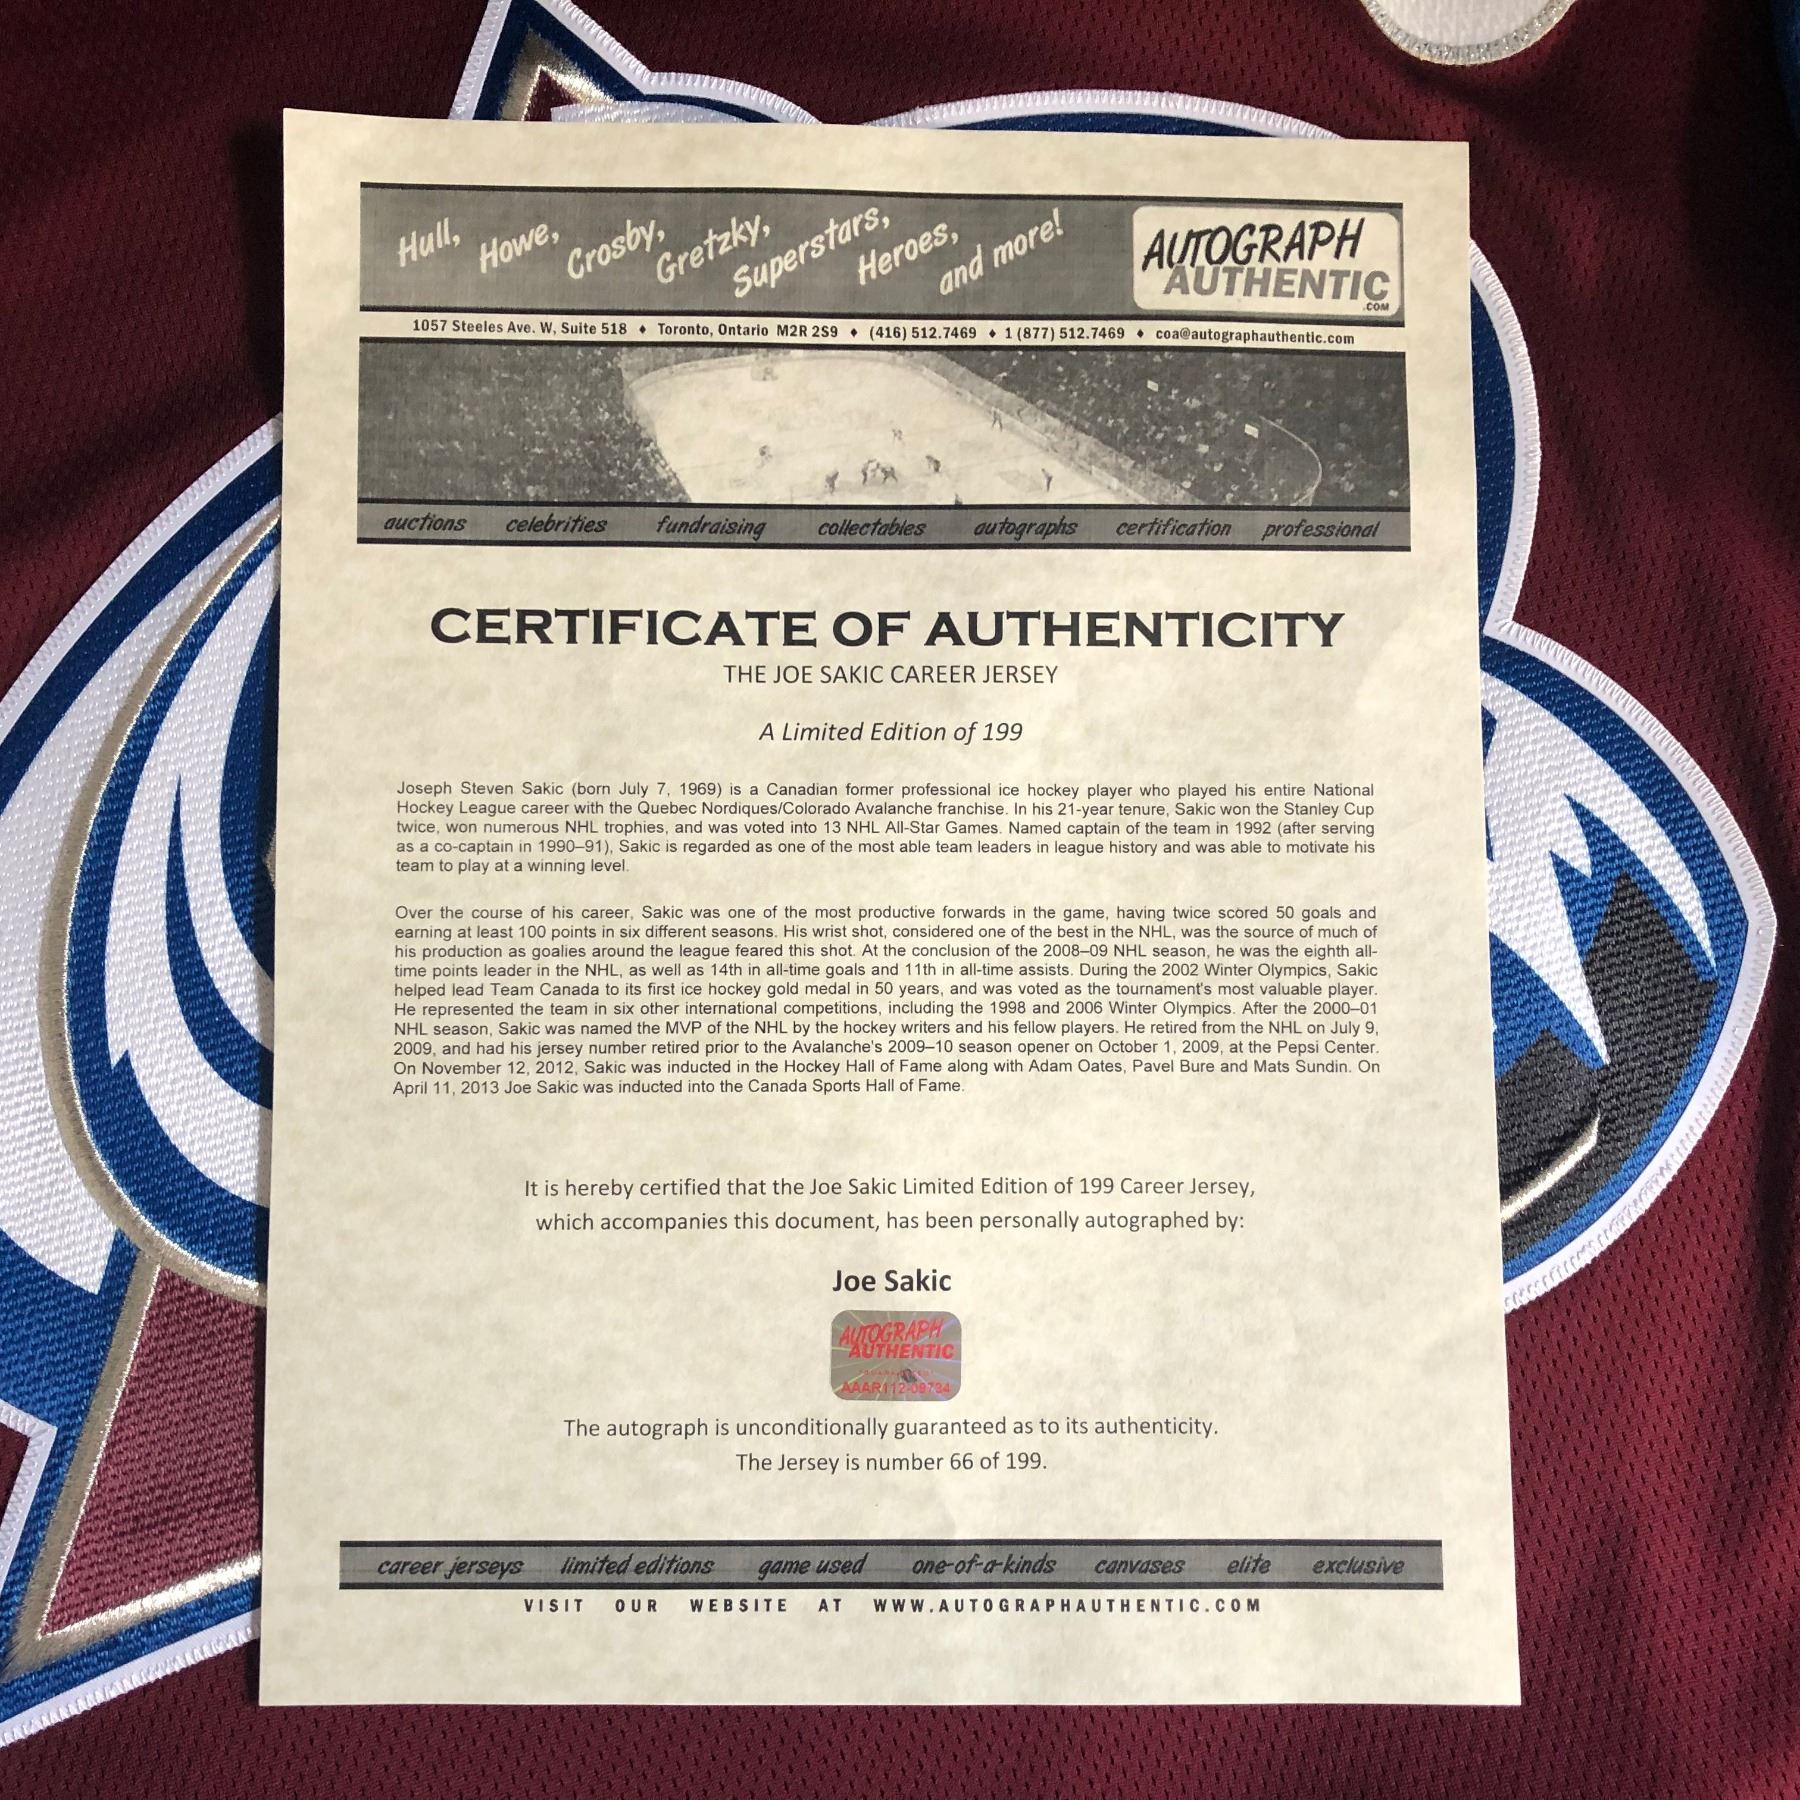 Hull, Howe, Crosby, Gretzky, Superstars, Heroes, and more!
AUTOGRAPH
AUTHENTIC
.COM
1057 Steeles Ave. W, Suite 518 ♦ Toronto, Ontario M2R 2S9 ♦ (416) 512.7469 ♦ 1 (877) 512.7469 ♦ coa@autographauthentic.com
auctions celebrities fundraising collectables autographs certification professional
CERTIFICATE OF AUTHENTICITY
THE JOE SAKIC CAREER JERSEY
A Limited Edition of 199
Joseph Steven Sakic (born July 7, 1969) is a Canadian former professional ice hockey player who played his entire National
Hockey League career with the Quebec Nordiques/Colorado Avalanche franchise. In his 21-year tenure, Sakic won the Stanley Cup
twice, won numerous NHL trophies, and was voted into 13 NHL All-Star Games. Named captain of the team in 1992 (after serving
as a co-captain in 1990–91), Sakic is regarded as one of the most able team leaders in league history and was able to motivate his
team to play at a winning level.
Over the course of his career, Sakic was one of the most productive forwards in the game, having twice scored 50 goals and
earning at least 100 points in six different seasons. His wrist shot, considered one of the best in the NHL, was the source of much of
his production as goalies around the league feared this shot. At the conclusion of the 2008–09 NHL season, he was the eighth all-
time points leader in the NHL, as well as 14th in all-time goals and 11th in all-time assists. During the 2002 Winter Olympics, Sakic
helped lead Team Canada to its first ice hockey gold medal in 50 years, and was voted as the tournament's most valuable player.
He represented the team in six other international competitions, including the 1998 and 2006 Winter Olympics. After the 2000–01
NHL season, Sakic was named the MVP of the NHL by the hockey writers and his fellow players. He retired from the NHL on July 9,
2009, and had his jersey number retired prior to the Avalanche's 2009–10 season opener on October 1, 2009, at the Pepsi Center.
On November 12, 2012, Sakic was inducted in the Hockey Hall of Fame along with Adam Oates, Pavel Bure and Mats Sundin. On
April 11, 2013 Joe Sakic was inducted into the Canada Sports Hall of Fame.
It is hereby certified that the Joe Sakic Limited Edition of 199 Career Jersey,
which accompanies this document, has been personally autographed by:
Joe Sakic
AUTOGRAPH
AUTHENTIC
AAAR112-09734
The autograph is unconditionally guaranteed as to its authenticity.
The Jersey is number 66 of 199.
career jerseys limited editions game used one-of-a-kinds canvases elite exclusive
VISIT OUR WEBSITE AT WWW.AUTOGRAPHAUTHENTIC.COM